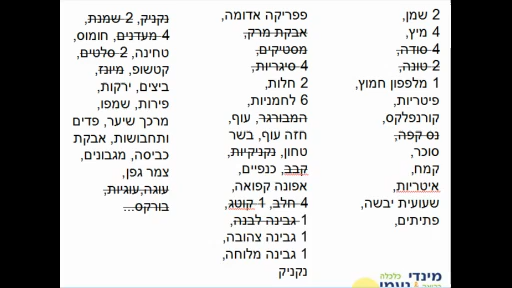 2 שמן,
4 מיץ,
4 סודה,
2 טונה,
1 מלפפון חמוץ,
פיטריות,
קורנפלקס,
נס קפה,
סוכר,
קמח,
איטריות,
שעועית יבשה,
פתיתים,
פפריקה אדומה,
אבקת מרק,
מסטיקים,
4 סיגריות,
2 חלות,
6 לחמניות,
המבורגר, עוף,
חזה עוף, בשר
טחון, נקניקיות,
קבב, כנפיים,
אפונה קפואה,
4 חלב, 1 קוטג,
1 גבינה לבנה,
1 גבינה צהובה,
1 גבינה מלוחה,
נקניק
נקניק, 2 שמנת,
4 מעדנים, חומוס,
טחינה, 2 סלטים,
קטשופ, מיונז,
ביצים, ירקות,
פירות, שמפו,
מרכך שיער, פדים
ותחבושות, אבקת
כביסה, מגבונים,
צמר גפן,
עוגה, עוגיות,
בורקס...
מינדי כלכלה
נעמי